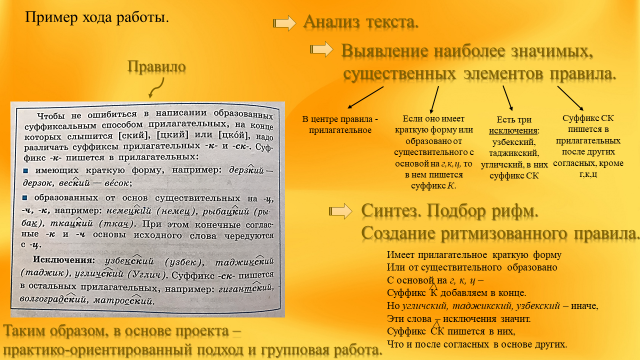 Пример хода работы.
Анализ текста.
Выявление наиболее значимых,
существенных элементов правила.
Правило
Чтобы не ошибиться в написании образованных
суффиксальным способом прилагательных, на конце
которых слышится [ский], [цкий] или [цкой], надо
различать суффиксы прилагательных -к- и -ск-. Суф-
фикс -к- пишется в прилагательных:
имеющих краткую форму, например: дерзкий —
дерзок, веский — весок;
образованных от основ существительных на -ц,
-ч, -к, например: немецкий (немец), рыбацкий (ры-
бак), ткацкий (ткач). При этом конечные соглас-
ные -к и -ч основы исходного слова чередуются
с -ц.
Исключения: узбекский (узбек), таджикский
(таджик), угличский (Углич). Суффикс -ск- пишется
в остальных прилагательных, например: гигантский,
волгоградский, матросский.
В центре правила -
прилагательное
Если оно имеет
краткую форму или
образовано от
существительного с
основой на г,к,ц, то
в нем пишется
суффикс К.
Есть три
исключения:
узбекский,
таджикский,
угличский, в них
суффикс СК
Суффикс СК
пишется в
прилагательных
после других
согласных, кроме
г,к,ц
Синтез. Подбор рифм.
Создание ритмизованного правила.
Имеет прилагательное краткую форму
Или от существительного образовано
С основой на г, к, ц –
Суффикс К добавляем в конце.
Но угличский, таджикский, узбекский – иначе,
Эти слова – исключения значит.
Суффикс СК пишется в них,
Что и после согласных в основе других.
Таким образом, в основе проекта –
практико-ориентированный подход и групповая работа.